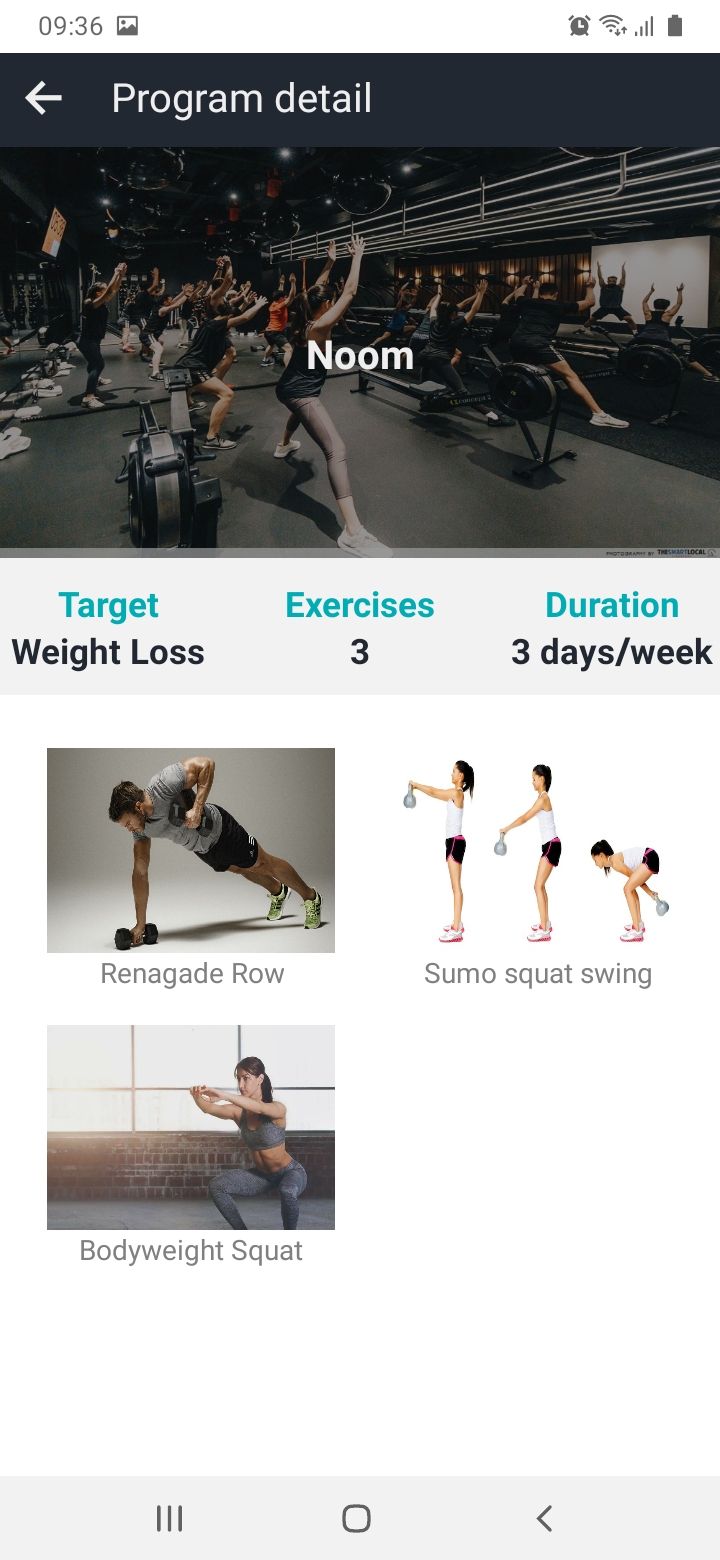 09:36
Program detail
Noom
PHOTOGRAPHY BY THESMARTLOCAL
Target Exercises Duration
Weight Loss 3 3 days/week
Renagade Row Sumo squat swing
Bodyweight Squat